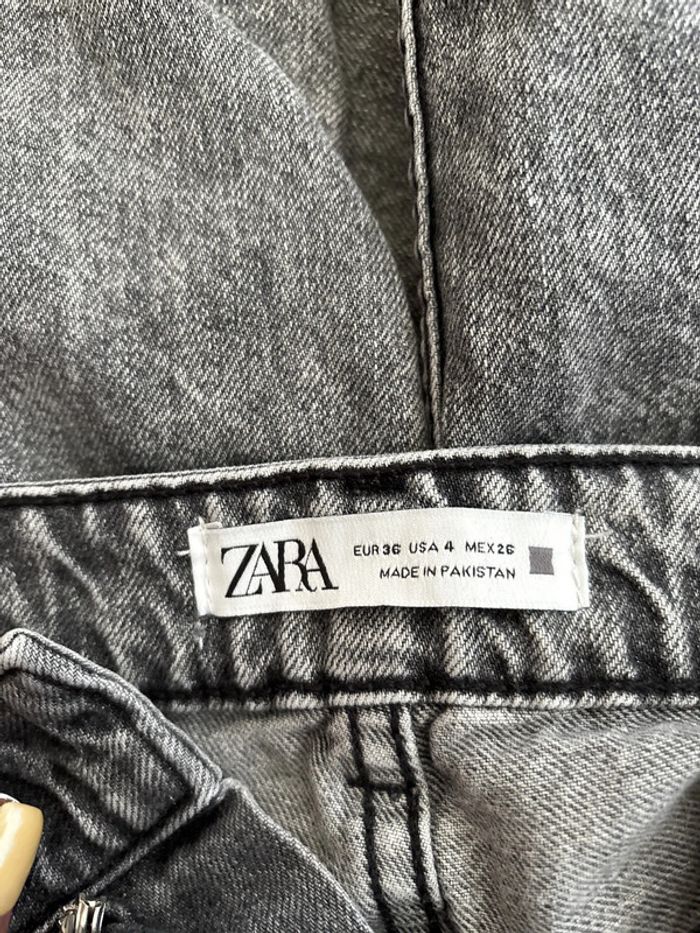 ZARA
EUR 36 USA 4 MEX 26
MADE IN PAKISTAN